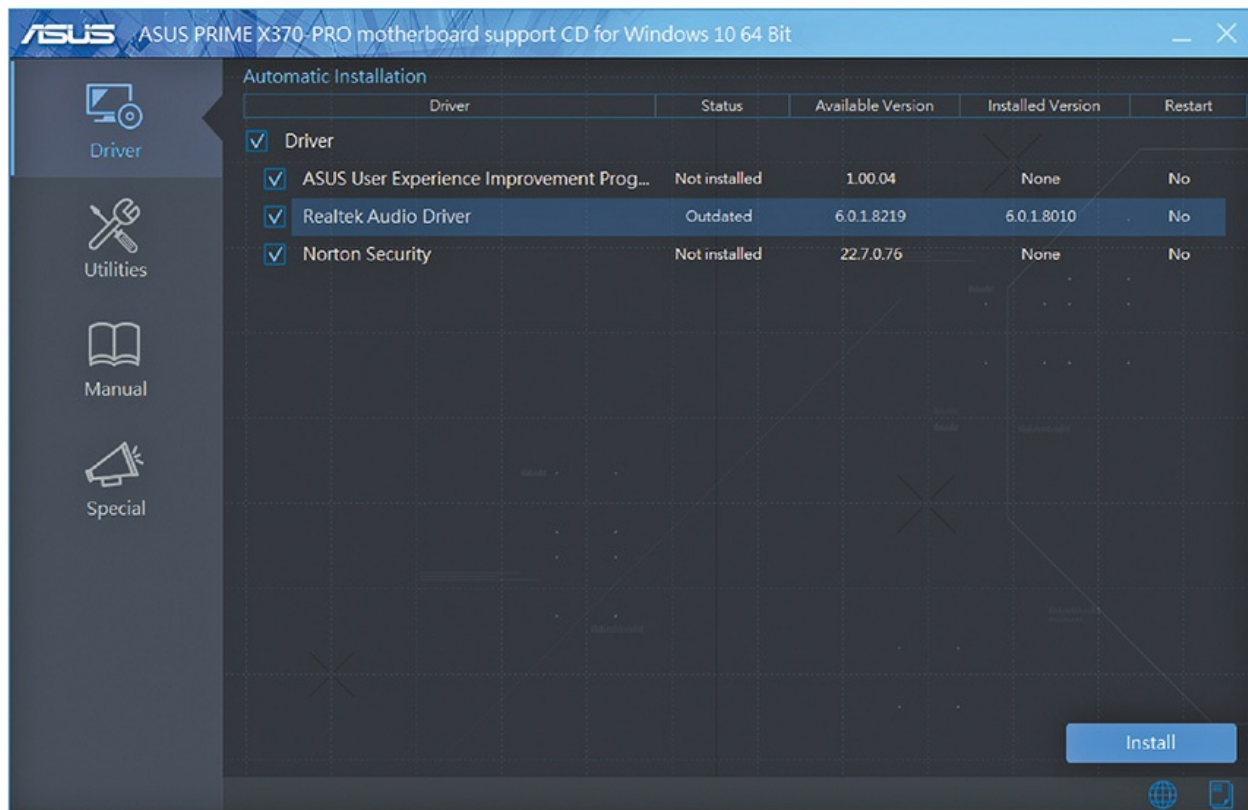 ASUS ASUS PRIME X370-PRO motherboard support CD for Windows 10 64 Bit
Driver
Utilities
Manual
Special
Automatic Installation
Driver Status Available Version Installed Version Restart
Driver
ASUS User Experience Improvement Prog... Not installed 1.00.04 None No
Realtek Audio Driver Outdated 6.0.1.8219 6.0.1.8010 No
Norton Security Not installed 22.7.0.76 None No
Install